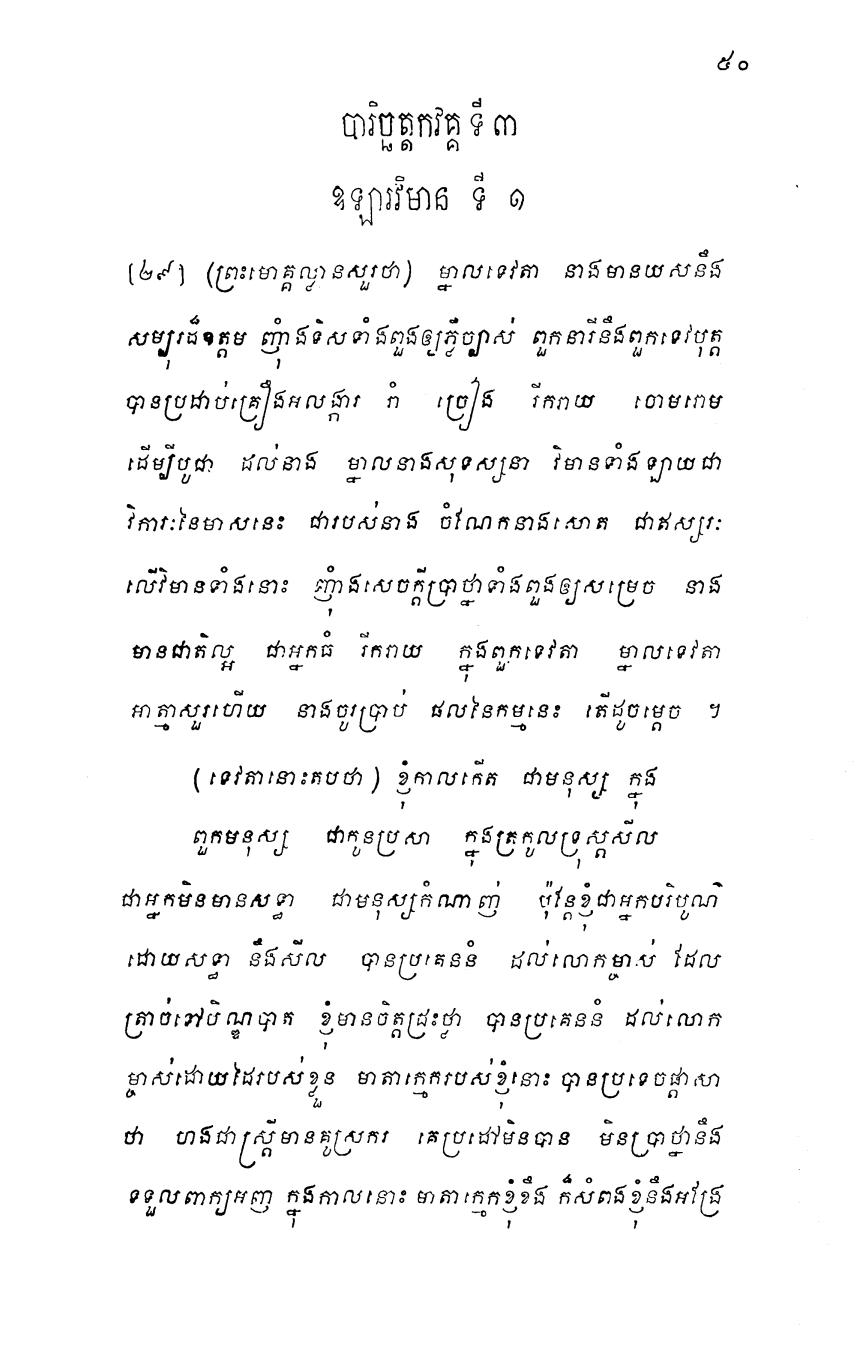 ៥០
បារិច្ឆត្តកវគ្គ ទី ៣
ឧឡារវិមាន ទី ១
[២៩] (ព្រះមោគ្គល្លានសួរថា) ម្នាលទេវតា នាងមានយសនឹង
សម្បុរដ៏ឧត្តម ញុំាងទិសទាំងពួងឲ្យភ្លឺច្បាស់ ពួកនារីនឹងពួកទេវបុត្ត
បានប្រដាប់គ្រឿងអលង្ការ រាំ ច្រៀង រីករាយ ចោមរោម
ដើម្បីបូជា ដល់នាង ម្នាលនាងសុទស្សនា វិមានទាំងឡាយជា
វិការៈនៃមាសនេះ ជារបស់នាង ចំណែកនាងសោត ជាឥស្សរៈ
លើវិមានទាំងនោះ ញុំាងសេចក្តីប្រាថ្នាទាំងពួងឲ្យសម្រេច នាង
មានជាតិល្អ ជាអ្នកធំ រីករាយ ក្នុងពួកទេវតា ម្នាលទេវតា
អាត្មាសួរហើយ នាងចូរប្រាប់ ផលនៃកម្មនេះ តើដូចម្តេច ។
(ទេវតានោះតបថា) ខ្ញុំកាលកើត ជាមនុស្ស ក្នុង
ពួកមនុស្ស ជាកូនប្រសា ក្នុងត្រកូលទ្រុស្តសីល
ជាអ្នកមិនមានសទ្ធា ជាមនុស្សកំណាញ់ ប៉ុន្តែខ្ញុំជាអ្នកបរិបូណ៌
ដោយសទ្ធា នឹងសីល បានប្រគេននំ ដល់លោកម្ចាស់ ដែល
ត្រាច់ទៅបិណ្ឌបាត ខ្ញុំមានចិត្តជ្រះថ្លា បានប្រគេននំ ដល់លោក
ម្ចាស់ដោយដៃរបស់ខ្លួន មាតាក្មេករបស់ខ្ញុំនោះ បានប្រទេចផ្តាសា
ថា ហងជាស្ត្រីមានគូស្រករ គេប្រដៅមិនបាន មិនប្រាថ្នានឹង
ទទួលពាក្យអញ ក្នុងកាលនោះ មាតាក្មេកខ្ញុំខឹង ក៏សំពងខ្ញុំនឹងអង្រែ